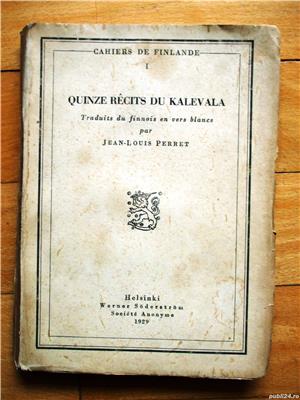 CAHIERS DE FINLANDE
I
QUINZE RÉCITS DU KALEVALA
Traduits du finnois en vers blancs
par
JEAN-LOUIS PERRET
Helsinki
Werner Söderström
Société Anonyme
1929
publi24.ro